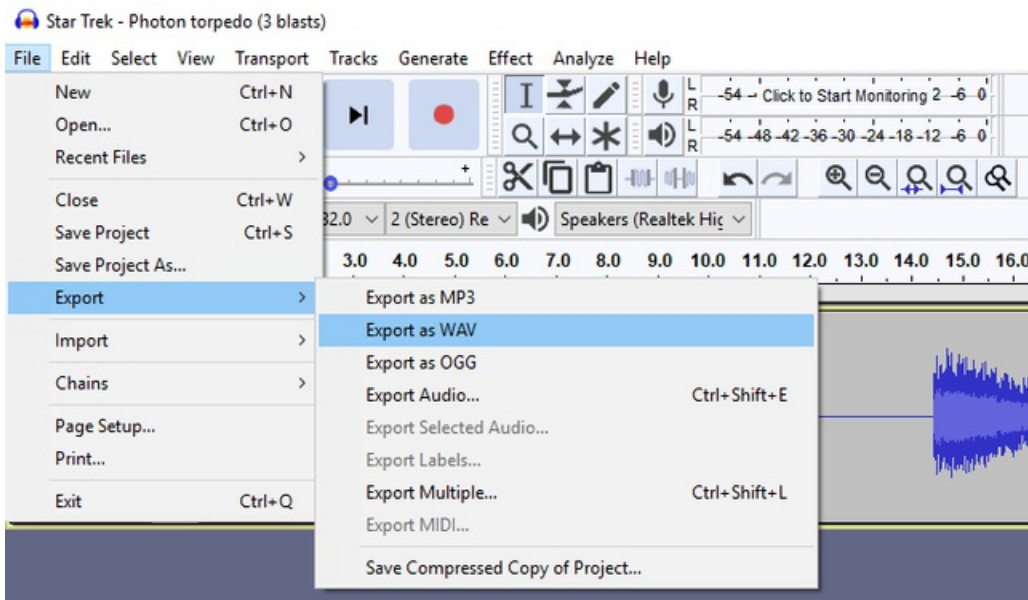 Star Trek - Photon torpedo (3 blasts)
File Edit Select View Transport Tracks Generate Effect Analyze Help
New Ctrl+N
Open... Ctrl+O
Recent Files >
Close Ctrl+W
Save Project Ctrl+S
Save Project As...
Export >
Import >
Chains >
Page Setup...
Print...
Exit Ctrl+Q
L
R
-54 Click to Start Monitoring 2 -6 0
L
R
-54 -48 -42 -36 -30 -24 -18 -12 -6 0
+
32.0 2 (Stereo) Re Speakers (Realtek Hig
3.0 4.0 5.0 6.0 7.0 8.0 9.0 10.0 11.0 12.0 13.0 14.0 15.0 16.0
Export as MP3
Export as WAV
Export as OGG
Export Audio... Ctrl+Shift+E
Export Selected Audio...
Export Labels...
Export Multiple... Ctrl+Shift+L
Export MIDI...
Save Compressed Copy of Project...